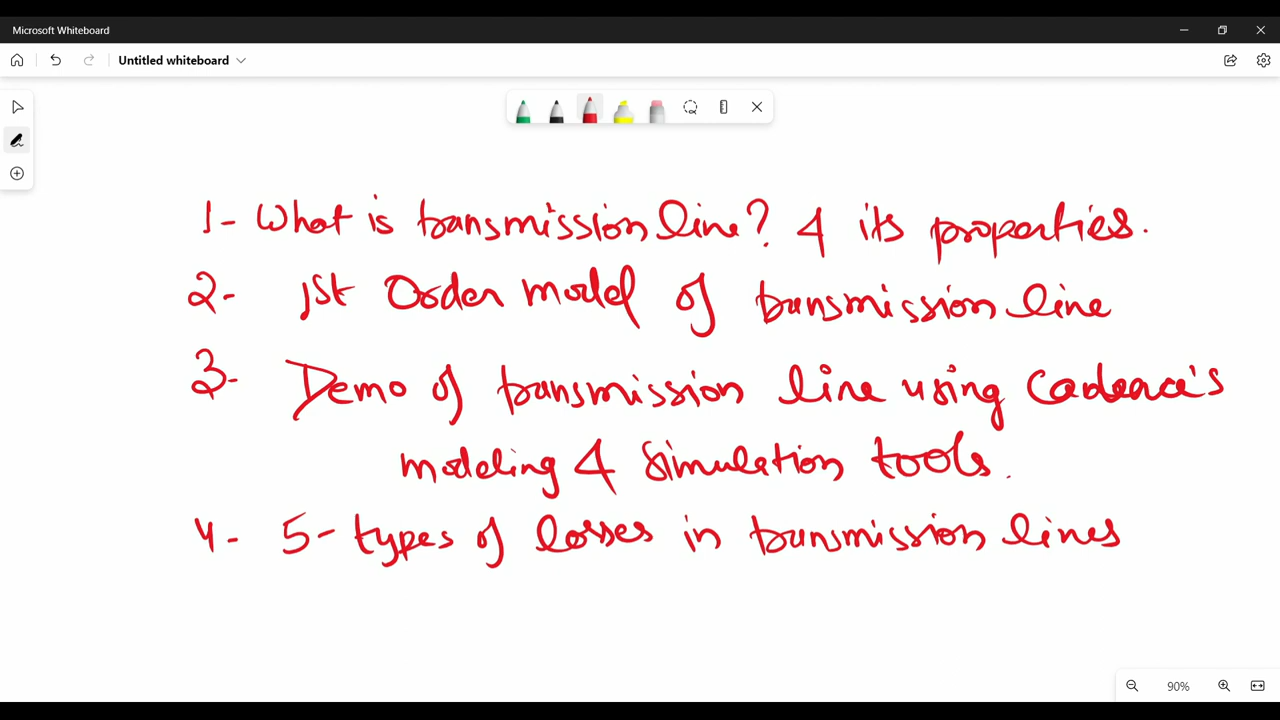 Microsoft Whiteboard
Untitled whiteboard
1- What is transmission line? & its properties.
2- 1st Order model of transmission line
3- Demo of transmission line using Cadence's
modeling & simulation tools.
4- 5-types of losses in transmission lines
90%